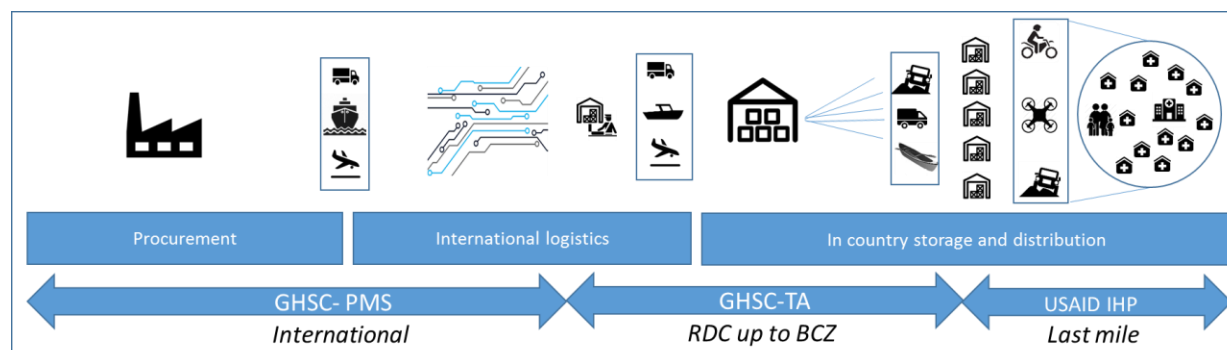 Procurement
International logistics
In country storage and distribution
GHSC- PMS
GHSC-TA
USAID IHP
International
RDC up to BCZ
Last mile